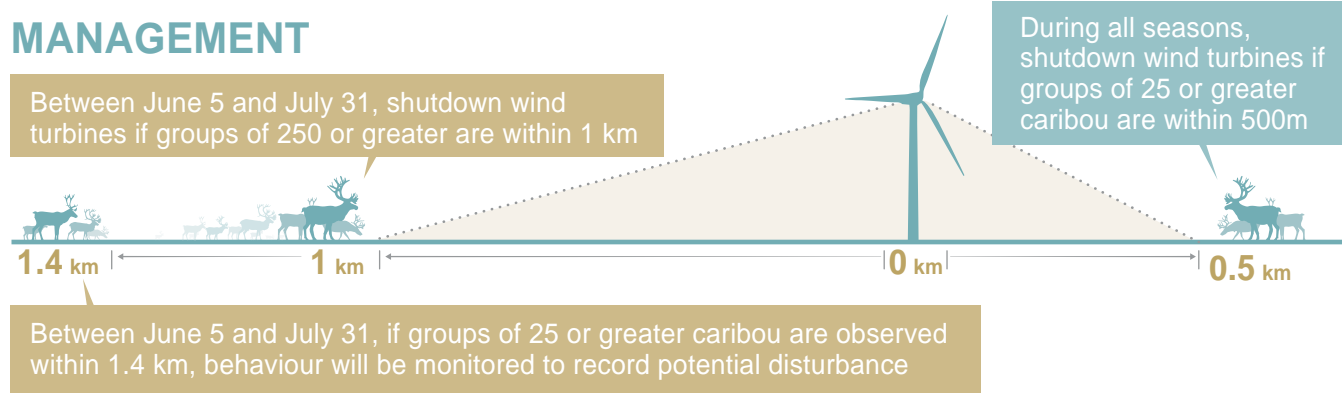 MANAGEMENT
Between June 5 and July 31, shutdown wind
turbines if groups of 250 or greater are within 1 km
During all seasons,
shutdown wind turbines if
groups of 25 or greater
caribou are within 500m
1.4 km
1 km
0 km
0.5 km
Between June 5 and July 31, if groups of 25 or greater caribou are observed
within 1.4 km, behaviour will be monitored to record potential disturbance